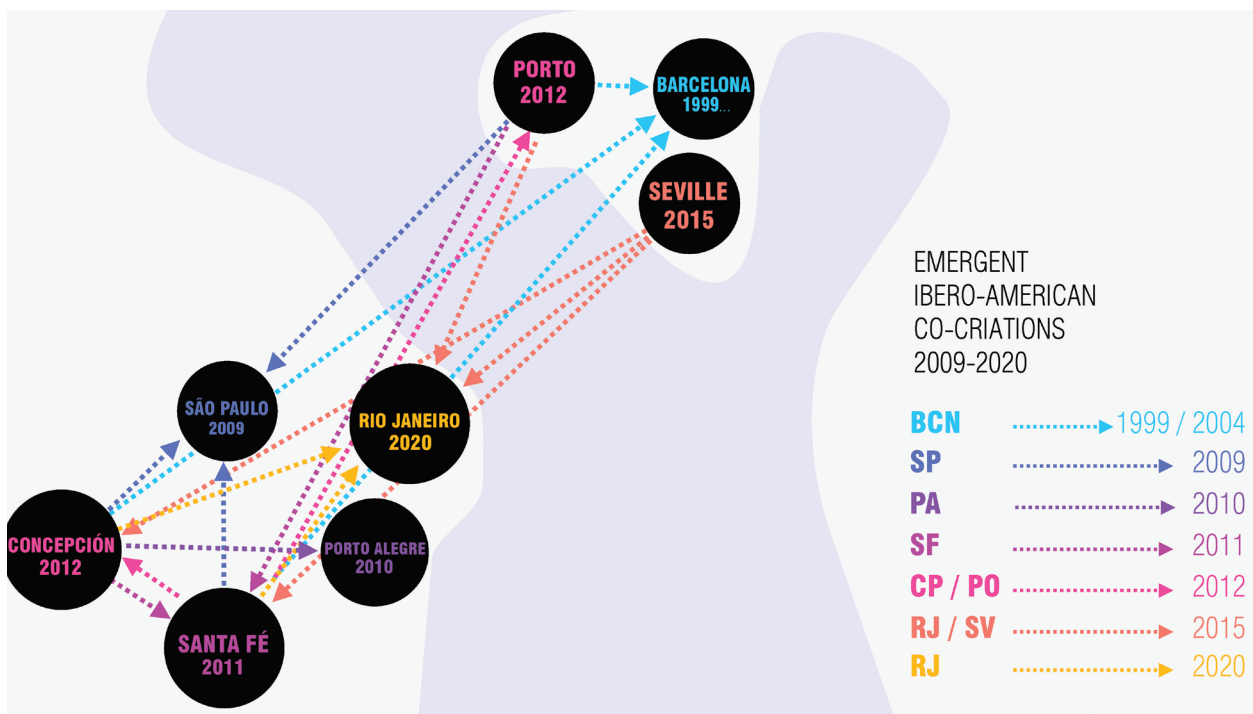 PORTO
2012
BARCELONA
1999...
SEVILLE
2015
EMERGENT
IBERO-AMERICAN
CO-CRIATIONS
2009-2020
SÃO PAULO
2009
RIO JANEIRO
2020
CONCEPCIÓN
2012
PORTO ALEGRE
2010
SANTA FÉ
2011
BCN 1999 / 2004
SP 2009
PA 2010
SF 2011
CP / PO 2012
RJ / SV 2015
RJ 2020